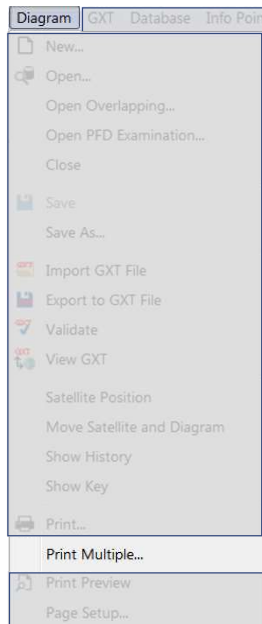 Diagram GXT Database Info Poin
New...
Open...
Open Overlapping...
Open PFD Examination...
Close
Save
Save As...
Import GXT File
Export to GXT File
Validate
View GXT
Satellite Position
Move Satellite and Diagram
Show History
Show Key
Print...
Print Multiple...
Print Preview
Page Setup...